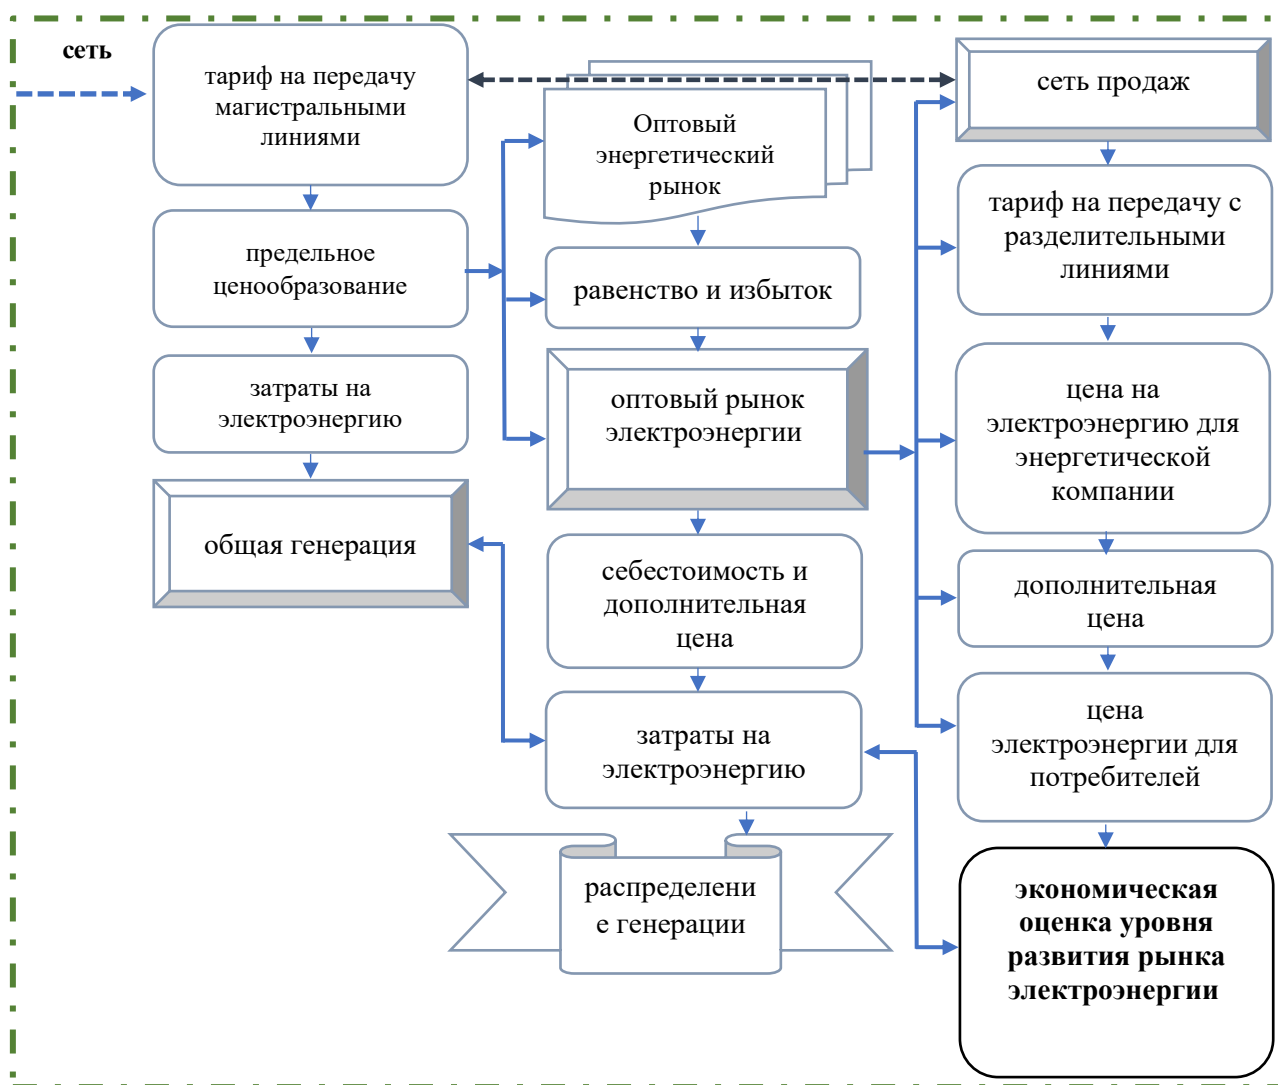 сеть
тариф на передачу
магистральными
линиями
предельное
ценообразование
затраты на
электроэнергию
общая генерация
Оптовый
энергетический
рынок
равенство и избыток
оптовый рынок
электроэнергии
себестоимость и
дополнительная
цена
затраты на
электроэнергию
распределени
е генерации
сеть продаж
тариф на передачу с
разделительными
линиями
цена на
электроэнергию для
энергетической
компании
дополнительная
цена
цена
электроэнергии для
потребителей
экономическая
оценка уровня
развития рынка
электроэнергии